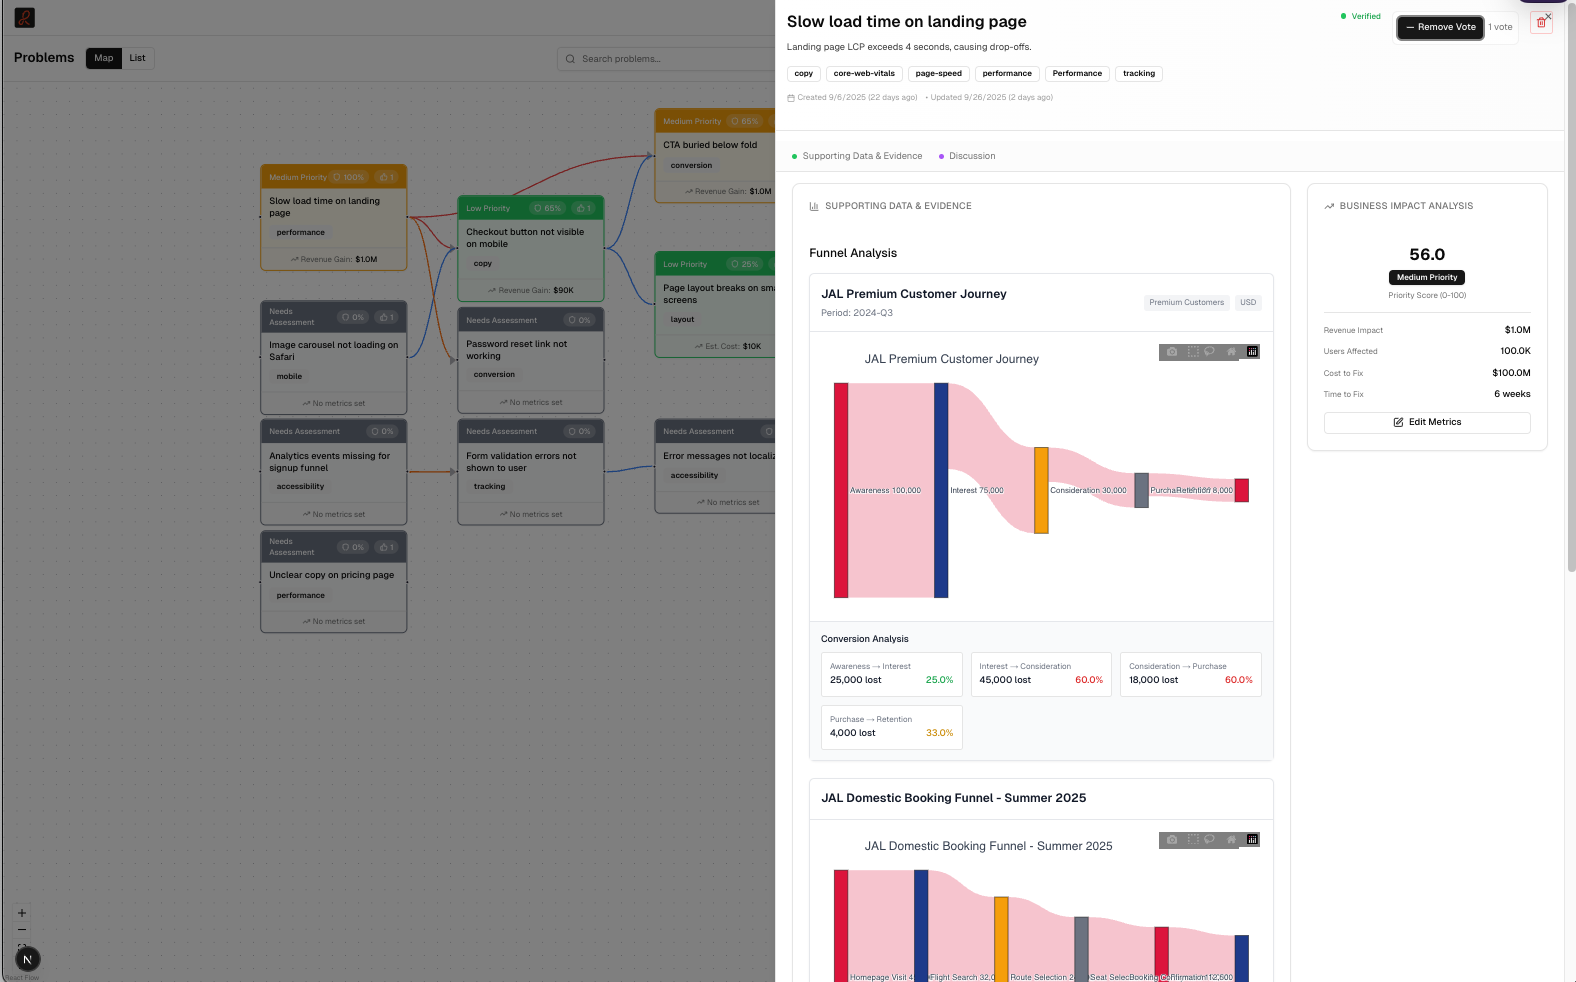 Problems
Map
List
Search problems...
Medium Priority
100%
1
Slow load time on landing
page
performance
Revenue Gain: $1.0M
Needs
Assessment
0%
1
Image carousel not loading on
Safari
mobile
No metrics set
Needs Assessment
0%
Analytics events missing for
signup funnel
accessibility
No metrics set
Needs
Assessment
0%
1
Unclear copy on pricing page
performance
No metrics set
Low Priority
65%
1
Checkout button not visible
on mobile
copy
Revenue Gain: $90K
Needs Assessment
0%
Password reset link not
working
conversion
No metrics set
Needs Assessment
0%
Form validation errors not
shown to user
tracking
No metrics set
Medium Priority
65%
CTA buried below fold
conversion
Revenue Gain: $1.0M
Low Priority
25%
Page layout breaks on sma
screens
layout
Est. Cost: $10K
Needs Assessment
Error messages not localiz
accessibility
No metrics set
N
React Flow
Slow load time on landing page
Verified
Remove Vote
1 vote
Landing page LCP exceeds 4 seconds, causing drop-offs.
copy
core-web-vitals
page-speed
performance
Performance
tracking
Created 9/6/2025 (22 days ago) • Updated 9/26/2025 (2 days ago)
Supporting Data & Evidence
Discussion
SUPPORTING DATA & EVIDENCE
Funnel Analysis
JAL Premium Customer Journey
Period: 2024-Q3
Premium Customers
USD
JAL Premium Customer Journey
Awareness 100,000
Interest 75,000
Consideration 30,000
Retention 8,000
Conversion Analysis
Awareness → Interest
25,000 lost
25.0%
Interest → Consideration
45,000 lost
60.0%
Consideration → Purchase
18,000 lost
60.0%
Purchase → Retention
4,000 lost
33.0%
JAL Domestic Booking Funnel - Summer 2025
JAL Domestic Booking Funnel - Summer 2025
Homepage Visit
Flight Search
Route Selection
Seat Selec
Booking Confirmation
BUSINESS IMPACT ANALYSIS
56.0
Medium Priority
Priority Score (0-100)
Revenue Impact
$1.0M
Users Affected
100.0K
Cost to Fix
$100.0M
Time to Fix
6 weeks
Edit Metrics